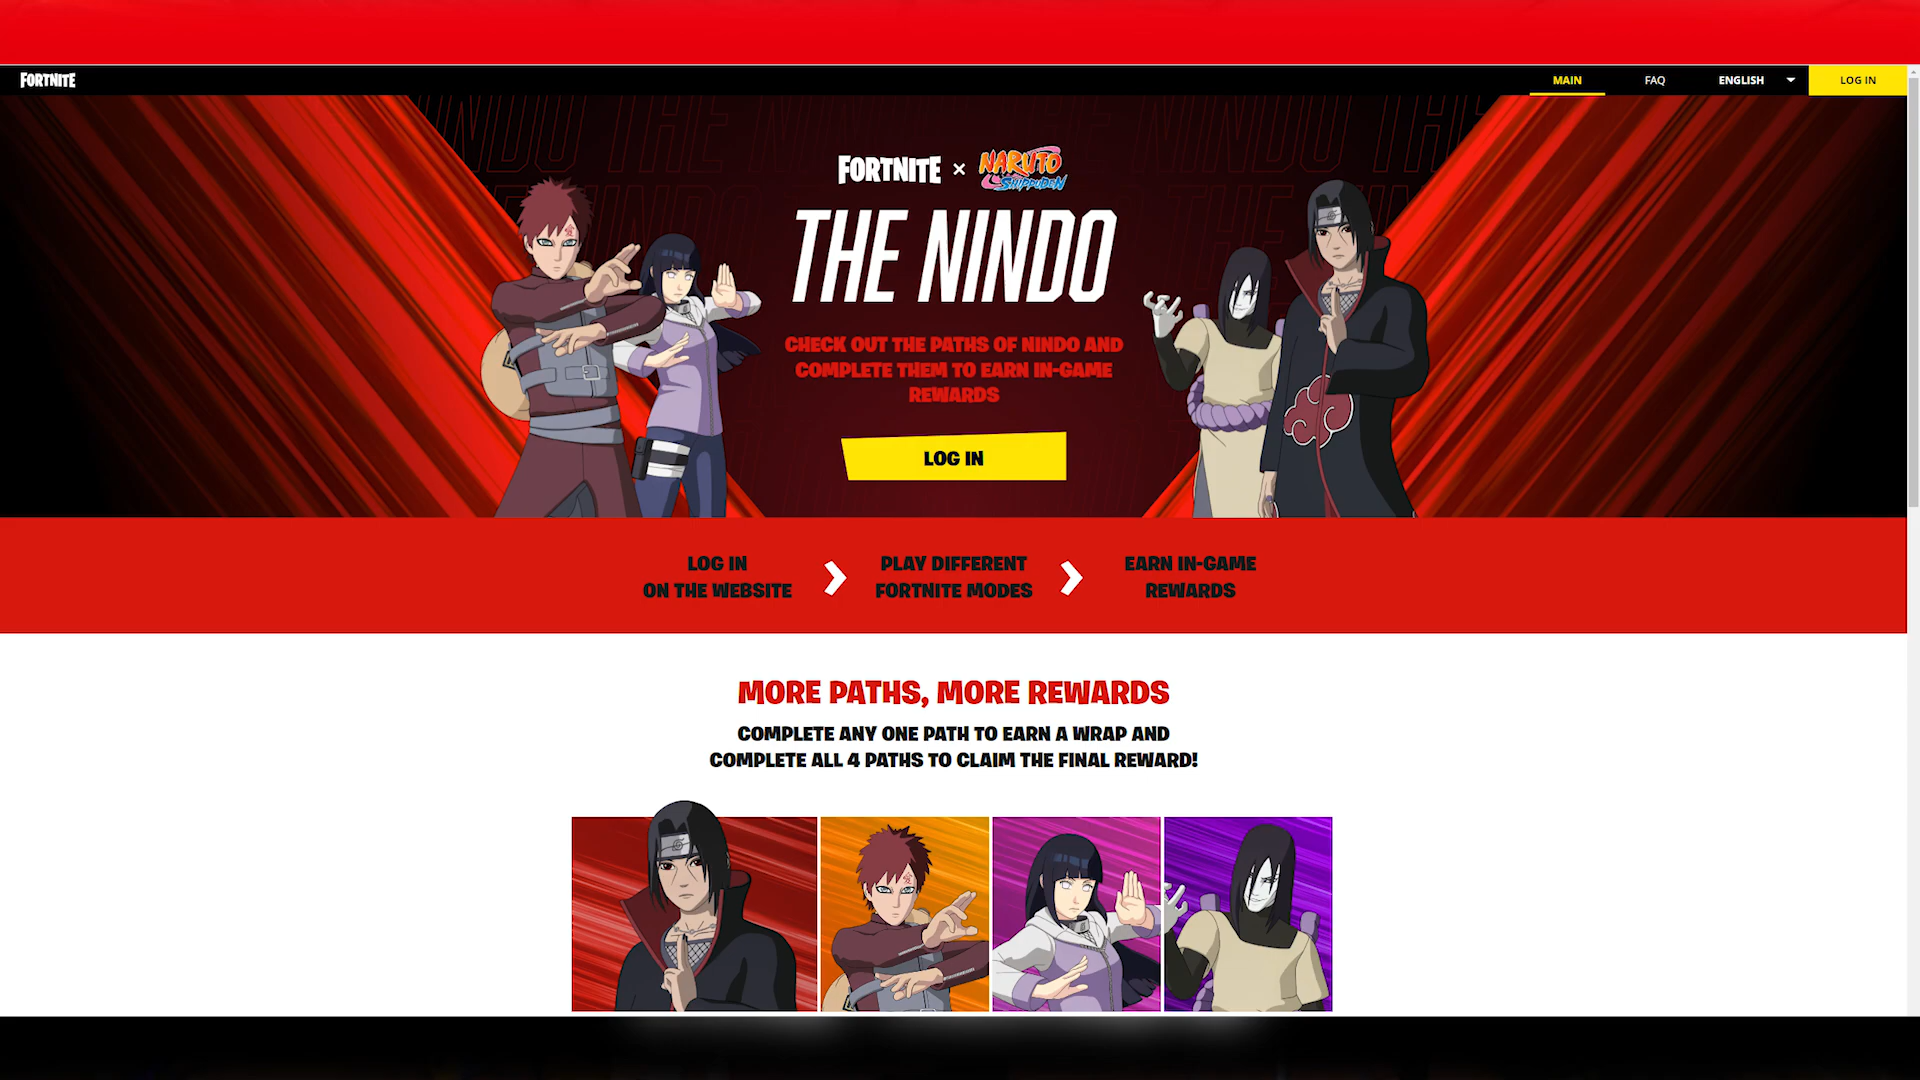 FORTNITE
MAIN
FAQ
ENGLISH
LOG IN
FORTNITE × NARUTO SHIPPUDEN
THE NINDO
CHECK OUT THE PATHS OF NINDO AND
COMPLETE THEM TO EARN IN-GAME
REWARDS
LOG IN
LOG IN
ON THE WEBSITE
PLAY DIFFERENT
FORTNITE MODES
EARN IN-GAME
REWARDS
MORE PATHS, MORE REWARDS
COMPLETE ANY ONE PATH TO EARN A WRAP AND
COMPLETE ALL 4 PATHS TO CLAIM THE FINAL REWARD!